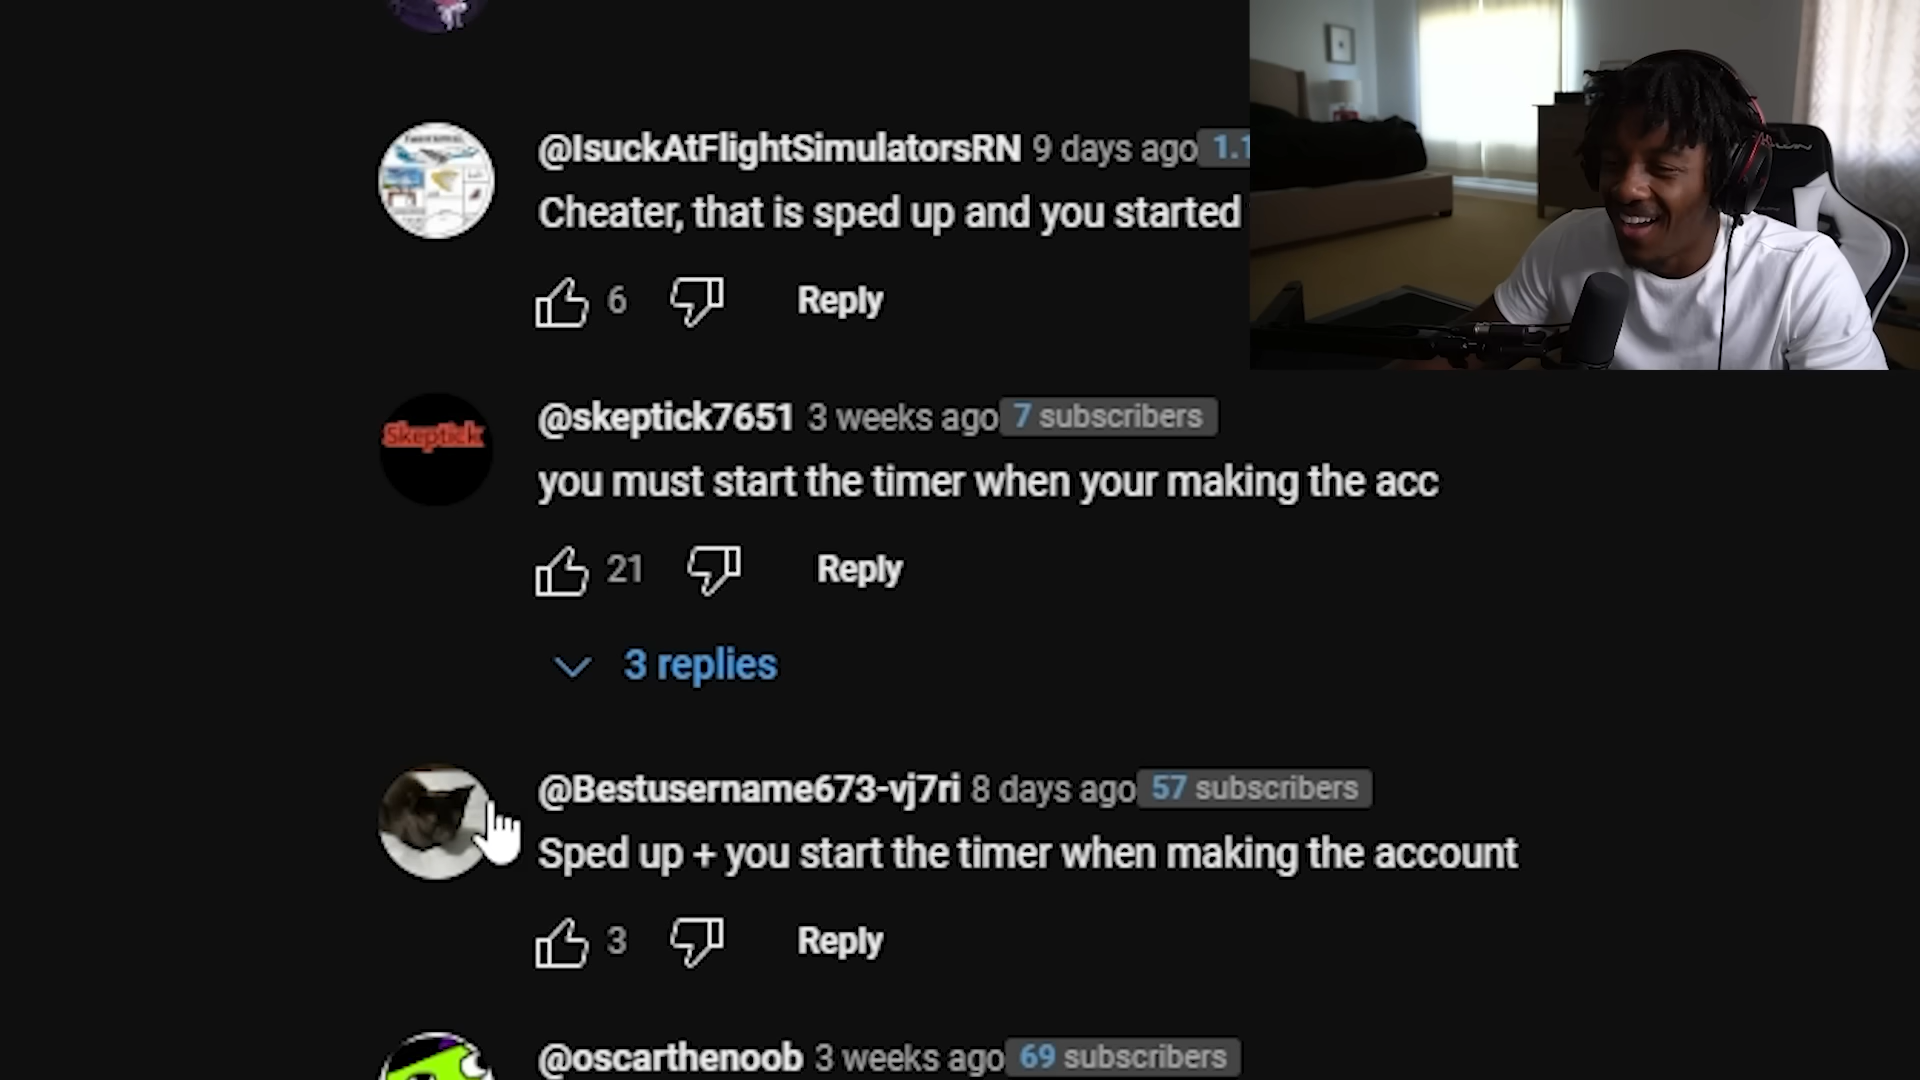 @IsuckAtFlightSimulatorsRN 9 days ago 1.1
Cheater, that is sped up and you started
6 Reply
Skeptick
@skeptick7651 3 weeks ago 7 subscribers
you must start the timer when your making the acc
21 Reply
3 replies
@Bestusername673-vj7ri 8 days ago 57 subscribers
Sped up + you start the timer when making the account
3 Reply
@oscarthenoob 3 weeks ago 69 subscribers